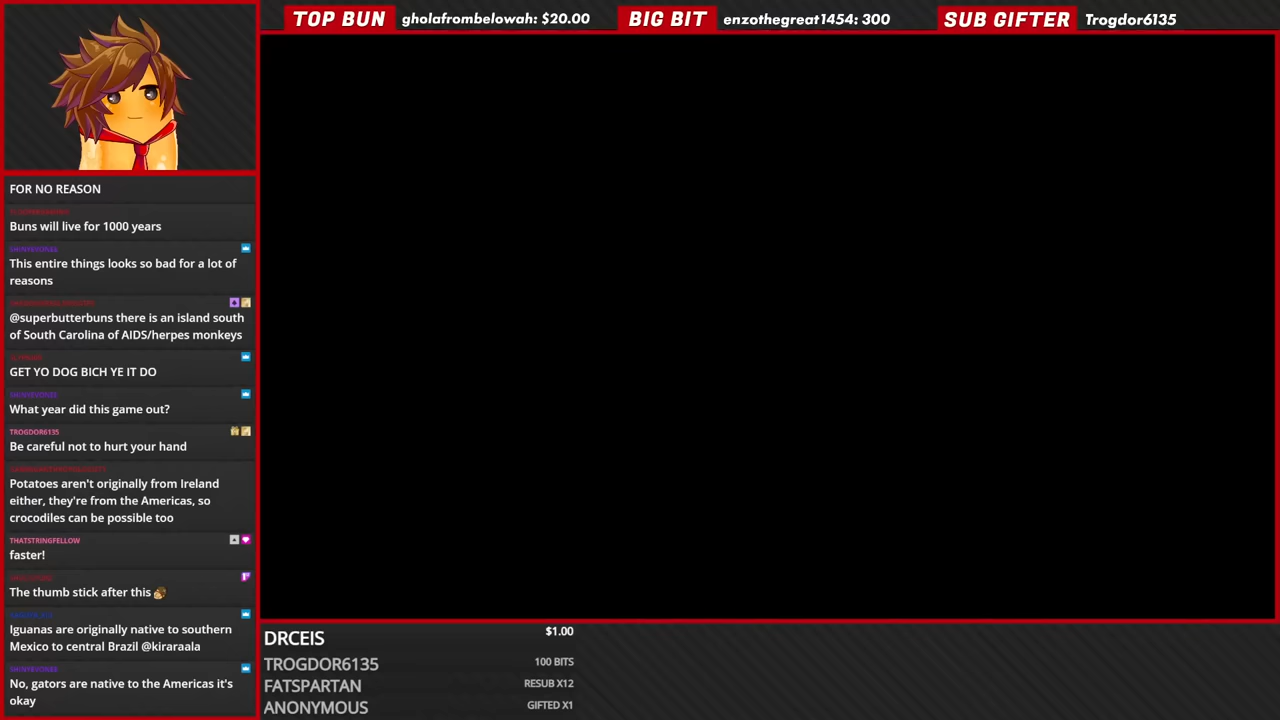 TOP BUN gholafrombelowah: $20.00 BIG BIT enzothegreat1454: 300 SUB GIFTER Trogdor6135
FOR NO REASON
Buns will live for 1000 years
This entire things looks so bad for a lot of
reasons
@superbutterbuns there is an island south
of South Carolina of AIDS/herpes monkeys
GET YO DOG BICH YE IT DO
What year did this game out?
TROGDOR6135
Be careful not to hurt your hand
Potatoes aren't originally from Ireland
either, they're from the Americas, so
crocodiles can be possible too
THATSTRINGFELLOW
faster!
The thumb stick after this
Iguanas are originally native to southern
Mexico to central Brazil @kiraraala
No, gators are native to the Americas it's
okay
DRCEIS $1.00
TROGDOR6135 100 BITS
FATSPARTAN RESUB X12
ANONYMOUS GIFTED X1